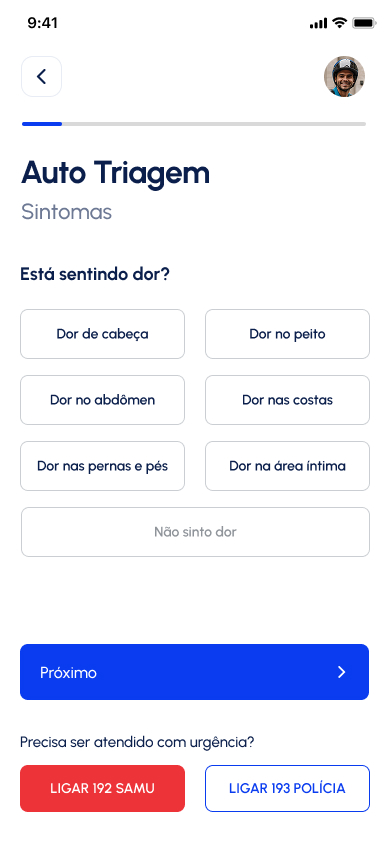 9:41
Auto Triagem
Sintomas
Está sentindo dor?
Dor de cabeça
Dor no peito
Dor no abdômen
Dor nas costas
Dor nas pernas e pés
Dor na área íntima
Não sinto dor
Próximo
Precisa ser atendido com urgência?
LIGAR 192 SAMU
LIGAR 193 POLÍCIA